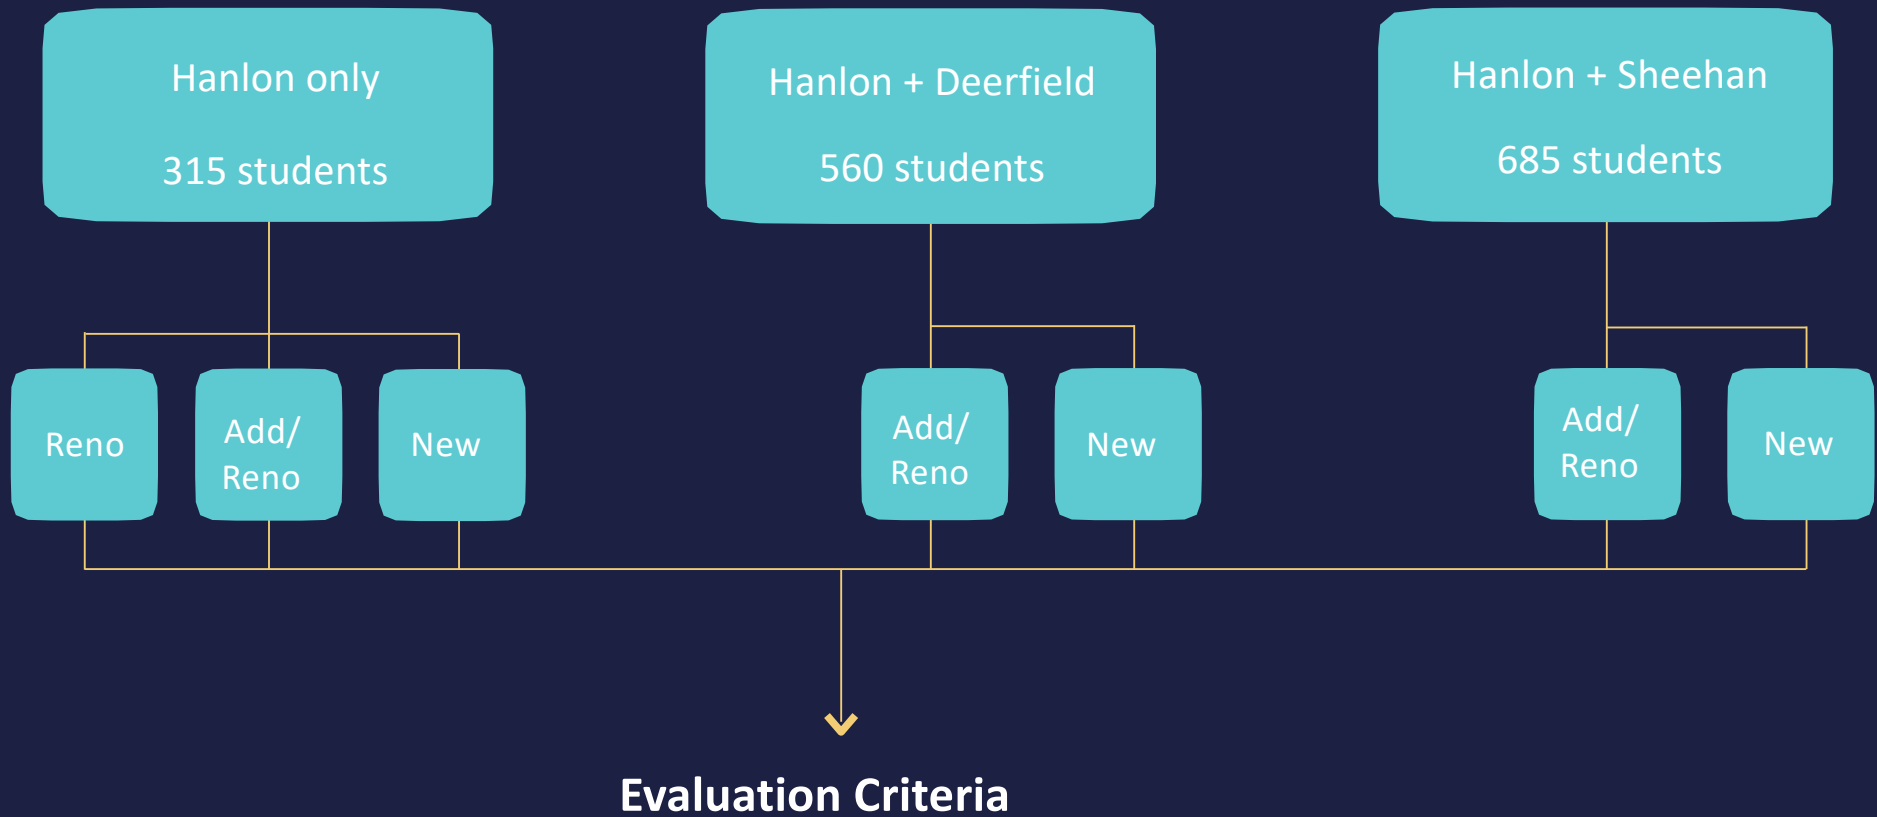 Hanlon only
315 students
Hanlon + Deerfield
560 students
Hanlon + Sheehan
685 students
Reno
Add/
Reno
New
Add/
Reno
New
Add/
Reno
New
Evaluation Criteria